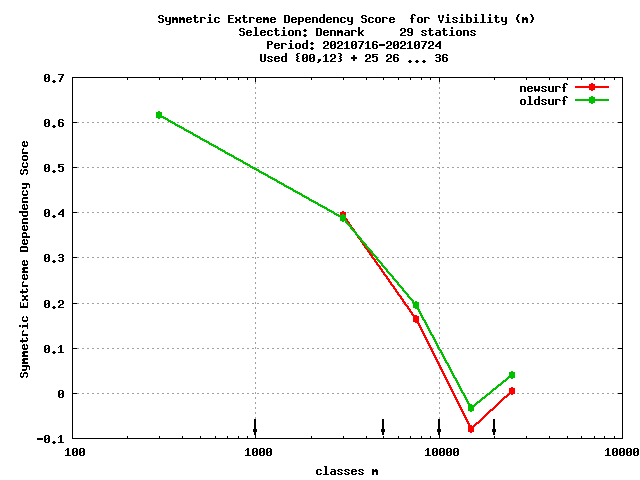 Symmetric Extreme Dependency Score  for Visibility (m)
Selection: Denmark     29 stations
Period: 20210716-20210724
Used {00,12} + 25 26 ... 36
newsurf
oldsurf
0.7
0.6
0.5
0.4
0.3
0.2
0.1
0
-0.1
Symmetric Extreme Dependency Score
100
1000
10000
10000
classes m